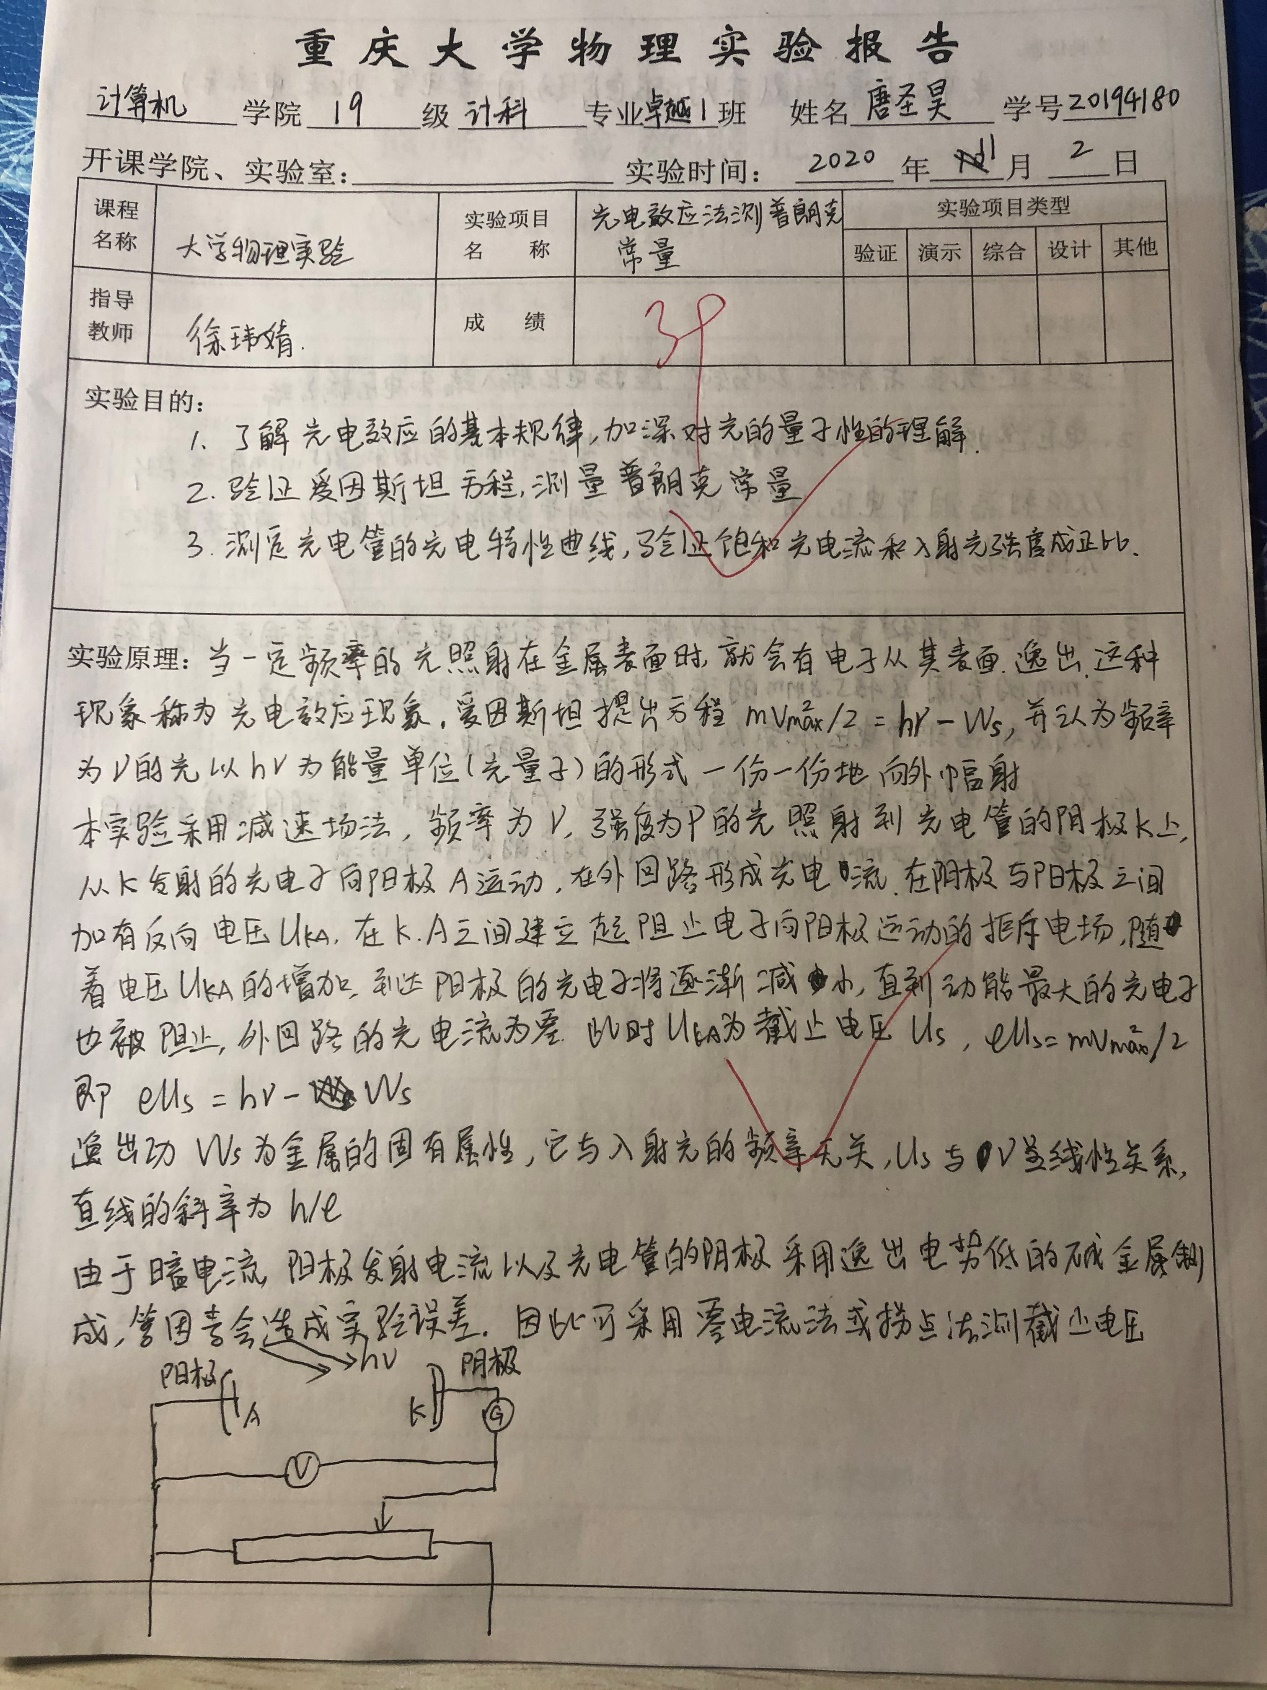 重庆大学物理实验报告
计算机 学院 19 级 计科 专业 卓越1 班 姓名 唐圣昊 学号 20194180
开课学院、实验室： 实验时间： 2020 年 11 月 2 日
课程名称 大学物理实验 实验项目名称 光电效应法测普朗克常量 实验项目类型
验证 演示 综合 设计 其他
指导教师 徐玮婧. 成绩 39
实验目的：
1. 了解光电效应的基本规律,加深对光的量子性的理解.
2. 验证爱因斯坦方程,测量普朗克常量
3. 测定光电管的光电特性曲线,验证饱和光电流和入射光强度成正比.
实验原理：当一定频率的光照射在金属表面时,就会有电子从其表面逸出.这种
现象称为光电效应现象.爱因斯坦提出方程 mVmax²/2=hν-Ws,并认为频率
为ν的光以hν为能量单位(光量子)的形式一份一份地向外辐射
本实验采用减速场法,频率为ν,强度为P的光照射到光电管的阴极K上,
从K发射的光电子向阳极A运动,在外回路形成光电流.在阴极与阳极之间
加有反向电压UKA,在K.A之间建立起阻止电子向阳极运动的拒斥电场,随
着电压UKA的增加,到达阳极的光电子将逐渐减小,直到动能最大的光电子
也被阻止,外回路的光电流为零.此时UKA为截止电压Us, eUs=mVmax²/2
即 eUs=hν-Ws
逸出功Ws为金属的固有属性,它与入射光的频率无关,Us与ν呈线性关系,
直线的斜率为h/e
由于暗电流,阳极发射电流以及光电管的阴极采用逸出电势低的碱金属制
成,等因素会造成实验误差.因此可采用零电流法或拐点法测截止电压
阳极 hν 阴极
A K G
V